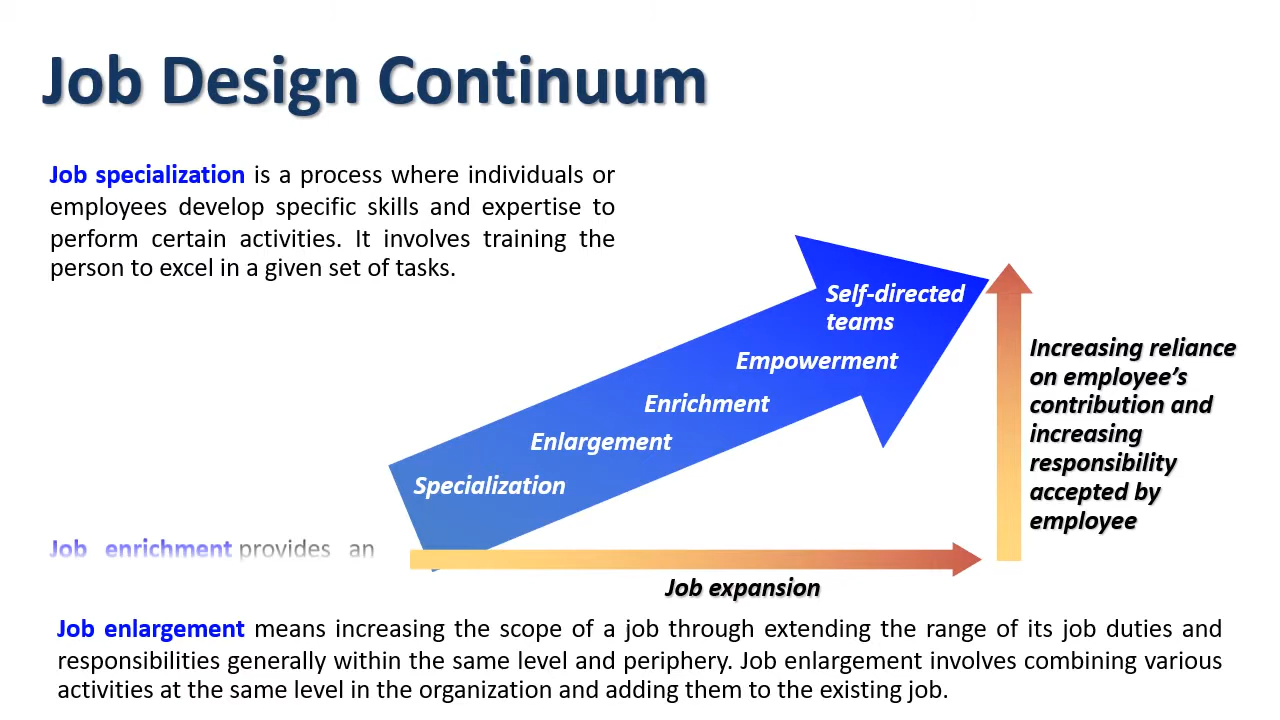 Job Design Continuum
Job specialization is a process where individuals or
employees develop specific skills and expertise to
perform certain activities. It involves training the
person to excel in a given set of tasks.
Self-directed
teams
Empowerment
Enrichment
Enlargement
Specialization
Increasing reliance
on employee’s
contribution and
increasing
responsibility
accepted by
employee
Job enrichment provides an
Job expansion
Job enlargement means increasing the scope of a job through extending the range of its job duties and
responsibilities generally within the same level and periphery. Job enlargement involves combining various
activities at the same level in the organization and adding them to the existing job.